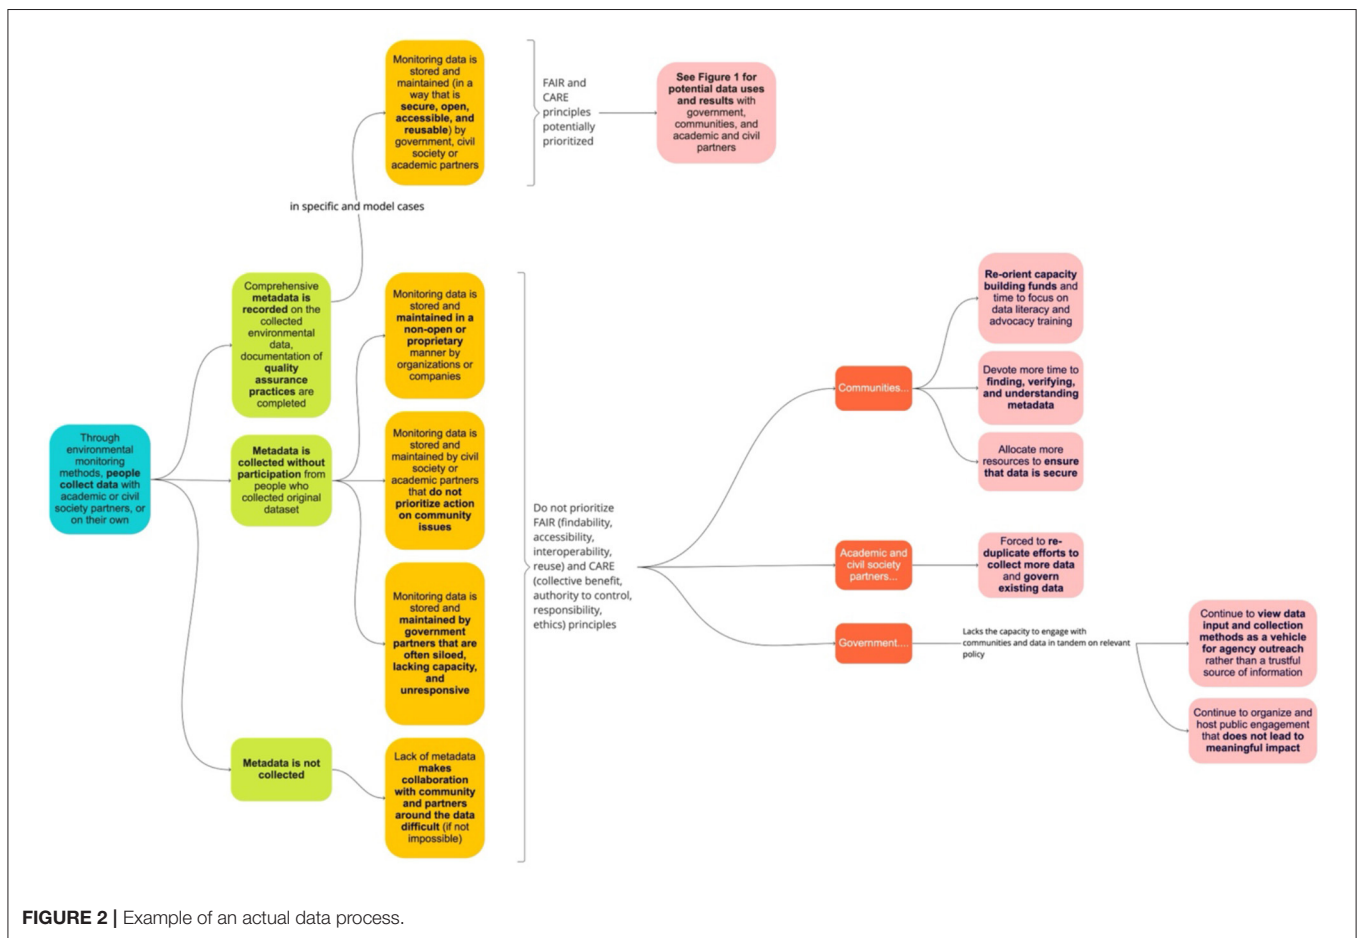 Monitoring data is
stored and
maintained (in a
way that is
secure, open,
accessible, and
reusable) by
government, civil
society or
academic partners
FAIR and
CARE
principles
potentially
prioritized
See Figure 1 for
potential data uses
and results with
government,
communities, and
academic and civil
partners
in specific and model cases
Comprehensive
metadata is
recorded on the
collected
environmental
data,
documentation of
quality
assurance
practices are
completed
Monitoring data is
stored and
maintained in a
non-open or
proprietary
manner by
organizations or
companies
Through
environmental
monitoring
methods, people
collect data with
academic or civil
society partners, or
on their own
Metadata is
collected without
participation from
people who
collected original
dataset
Monitoring data is
stored and
maintained by civil
society or
academic partners
that do not
prioritize action
on community
issues
Monitoring data is
stored and
maintained by
government
partners that are
often siloed,
lacking capacity,
and
unresponsive
Metadata is not
collected
Lack of metadata
makes
collaboration
with community
and partners
around the data
difficult (if not
impossible)
Do not prioritize
FAIR (findability,
accessibility,
interoperability,
reuse) and CARE
(collective benefit,
authority to control,
responsibility,
ethics) principles
Communities...
Re-orient capacity
building funds and
time to focus on
data literacy and
advocacy training
Devote more time to
finding, verifying,
and understanding
metadata
Allocate more
resources to ensure
that data is secure
Academic and
civil society
partners...
Forced to re-
duplicate efforts to
collect more data
and govern
existing data
Government....
Lacks the capacity to engage with
communities and data in tandem on relevant
policy
Continue to view data
input and collection
methods as a vehicle
for agency outreach
rather than a trustful
source of information
Continue to organize and
host public engagement
that does not lead to
meaningful impact
FIGURE 2 | Example of an actual data process.